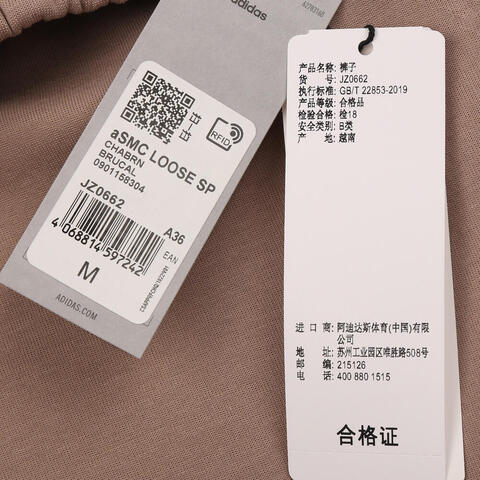 adidas
RFID
aSMC LOOSE SP
CHABRN
BRUCAL
0901158304
JZ0662
A36
4 068814 597242
EAN
M
ADIDAS.COM
产品名称: 裤子
货 号: JZ0662
执行标准: GB/T 22853-2019
产品等级: 合格品
检验合格: 检18
安全类别: B类
产 地: 越南
进 口 商: 阿迪达斯体育(中国)有限
公司
地 址: 苏州工业园区唯胜路508号
邮 编: 215126
电 话: 400 880 1515
合格证